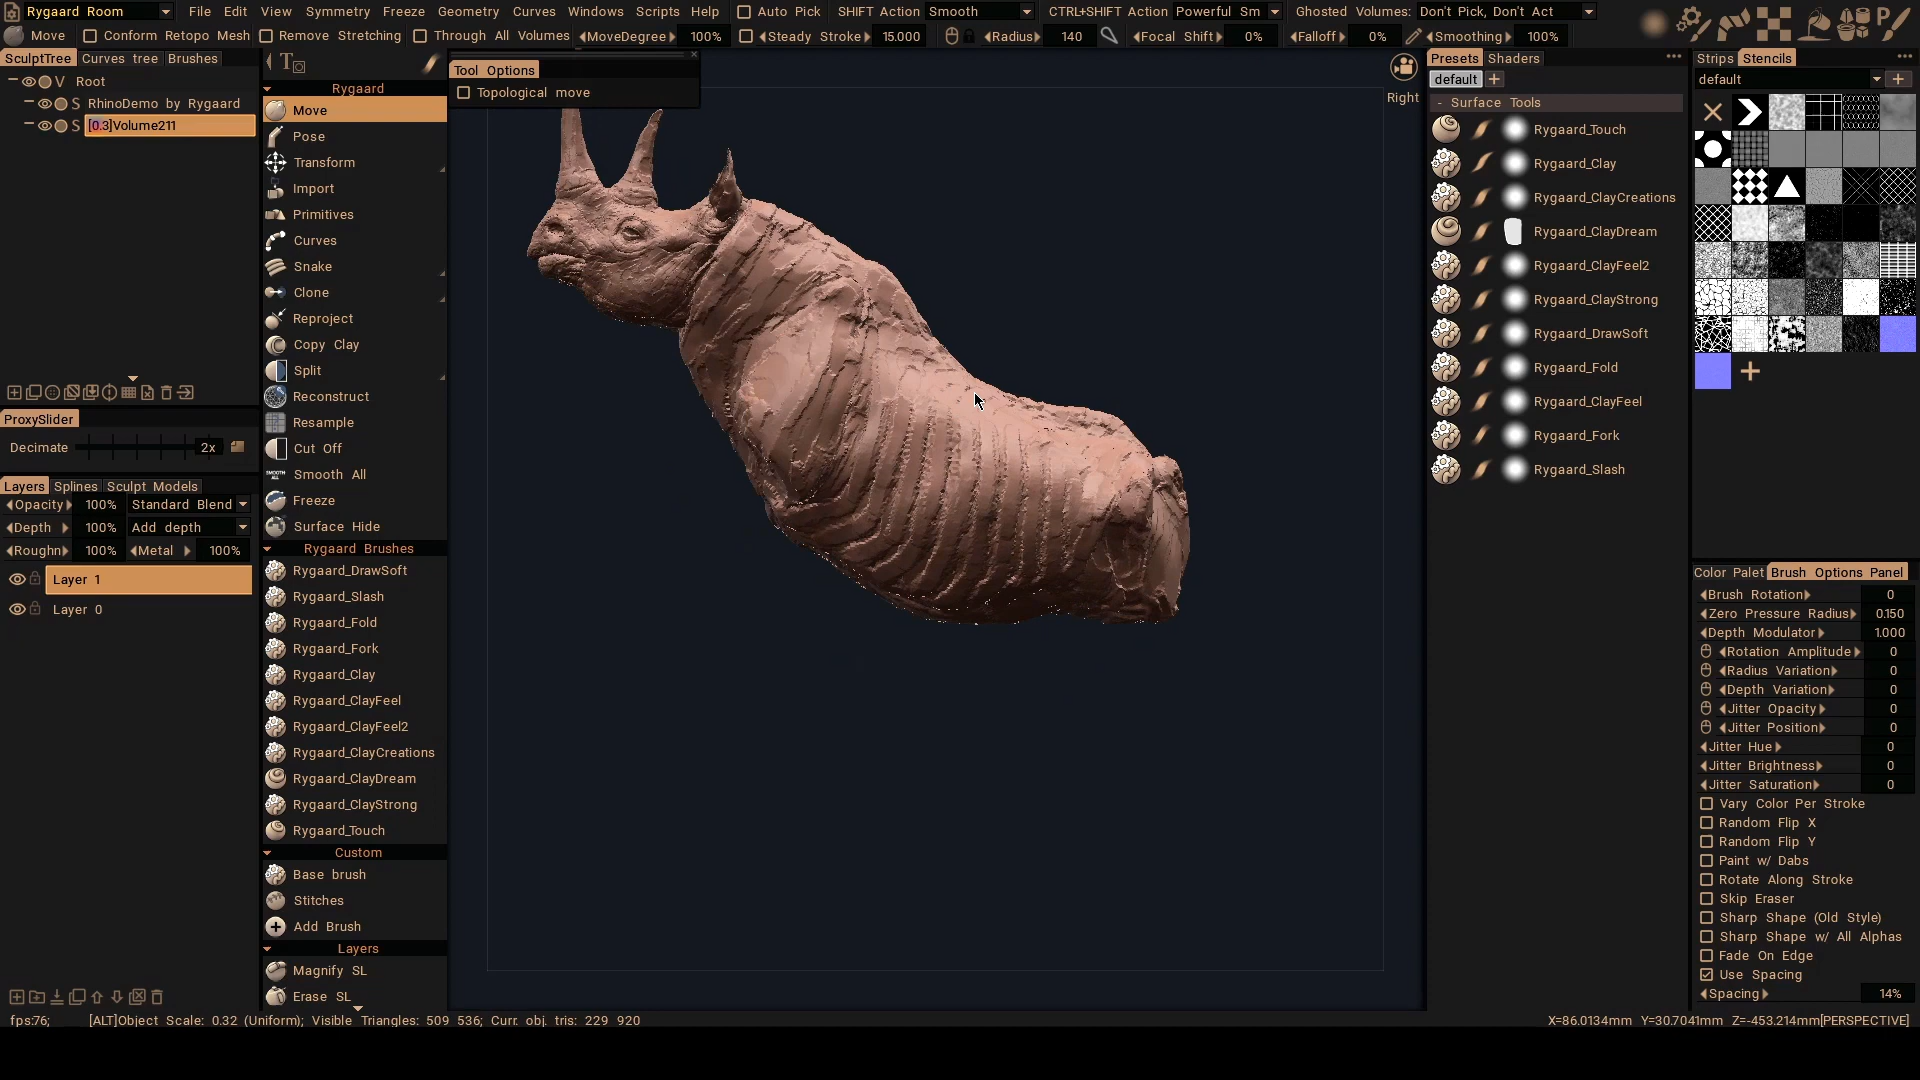 Rygaard Room File Edit View Symmetry Freeze Geometry Curves Windows Scripts Help Auto Pick SHIFT Action Smooth CTRL+SHIFT Action Powerful Sm Ghosted Volumes: Don't Pick, Don't Act
Move Conform Retopo Mesh Remove Stretching Through All Volumes MoveDegree 100% Steady Stroke 15.000 Radius 140 Focal Shift 0% Falloff 0% Smoothing 100%
SculptTree Curves tree Brushes
V Root
S RhinoDemo by Rygaard
S [0.3]Volume211
ProxySlider
Decimate 2x
Layers Splines Sculpt Models
Opacity 100% Standard Blend
Depth 100% Add depth
Roughn 100% Metal 100%
Layer 1
Layer 0
Rygaard
Move
Pose
Transform
Import
Primitives
Curves
Snake
Clone
Reproject
Copy Clay
Split
Reconstruct
Resample
Cut Off
Smooth All
Freeze
Surface Hide
Rygaard Brushes
Rygaard_DrawSoft
Rygaard_Slash
Rygaard_Fold
Rygaard_Fork
Rygaard_Clay
Rygaard_ClayFeel
Rygaard_ClayFeel2
Rygaard_ClayCreations
Rygaard_ClayDream
Rygaard_ClayStrong
Rygaard_Touch
Custom
Base brush
Stitches
Add Brush
Layers
Magnify SL
Erase SL
Tool Options
Topological move
Right
Presets Shaders
default
- Surface Tools
Rygaard_Touch
Rygaard_Clay
Rygaard_ClayCreations
Rygaard_ClayDream
Rygaard_ClayFeel2
Rygaard_ClayStrong
Rygaard_DrawSoft
Rygaard_Fold
Rygaard_ClayFeel
Rygaard_Fork
Rygaard_Slash
Strips Stencils
default
Color Palet Brush Options Panel
Brush Rotation 0
Zero Pressure Radius 0.150
Depth Modulator 1.000
Rotation Amplitude 0
Radius Variation 0
Depth Variation 0
Jitter Opacity 0
Jitter Position 0
Jitter Hue 0
Jitter Brightness 0
Jitter Saturation 0
Vary Color Per Stroke
Random Flip X
Random Flip Y
Paint w/ Dabs
Rotate Along Stroke
Skip Eraser
Sharp Shape (Old Style)
Sharp Shape w/ All Alphas
Fade On Edge
Use Spacing
Spacing 14%
fps:76; [ALT]Object Scale: 0.32 (Uniform); Visible Triangles: 509 536; Curr. obj. tris: 229 920
X=86.0134mm Y=30.7041mm Z=-453.214mm[PERSPECTIVE]